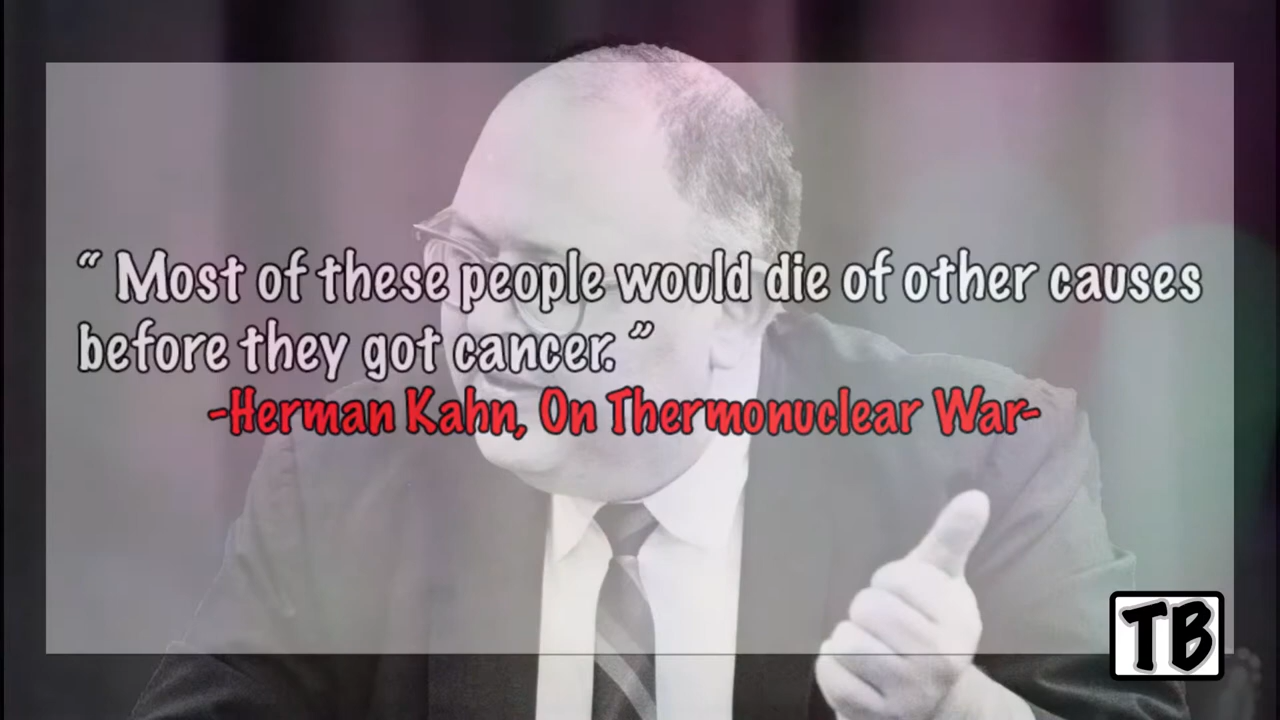 “ Most of these people would die of other causes
before they got cancer. ”
-Herman Kahn, On Thermonuclear War-
TB